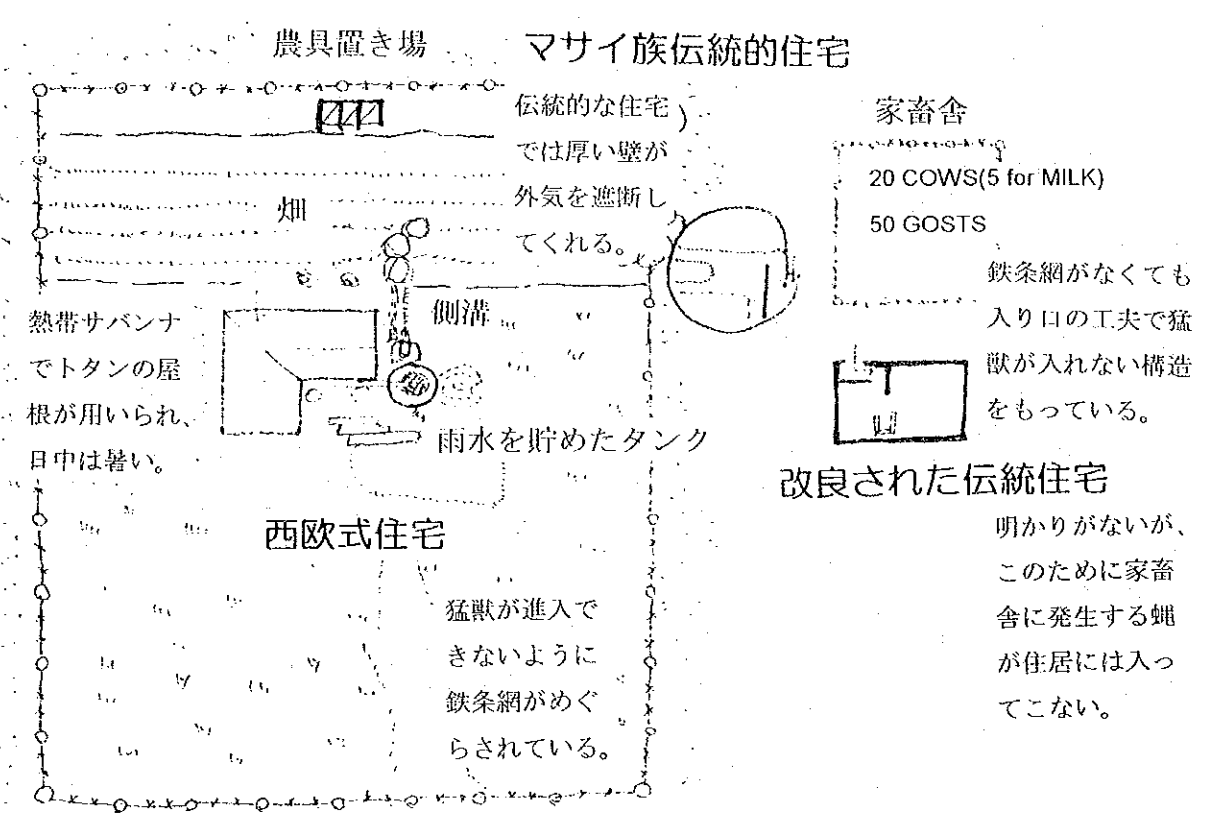 農具置き場
マサイ族伝統的住宅
伝統的な住宅
では厚い壁が
外気を遮断し
てくれる。
家畜舎
20 COWS(5 for MILK)
50 GOSTS
畑
側溝
熱帯サバンナ
でトタンの屋
根が用いられ、
日中は暑い。
雨水を貯めたタンク
鉄条網がなくても
入り口の工夫で猛
獣が入れない構造
をもっている。
改良された伝統住宅
明かりがないが、
このために家畜
舎に発生する蝿
が住居には入っ
てこない。
西欧式住宅
猛獣が進入で
きないように
鉄条網がめぐ
らされている。